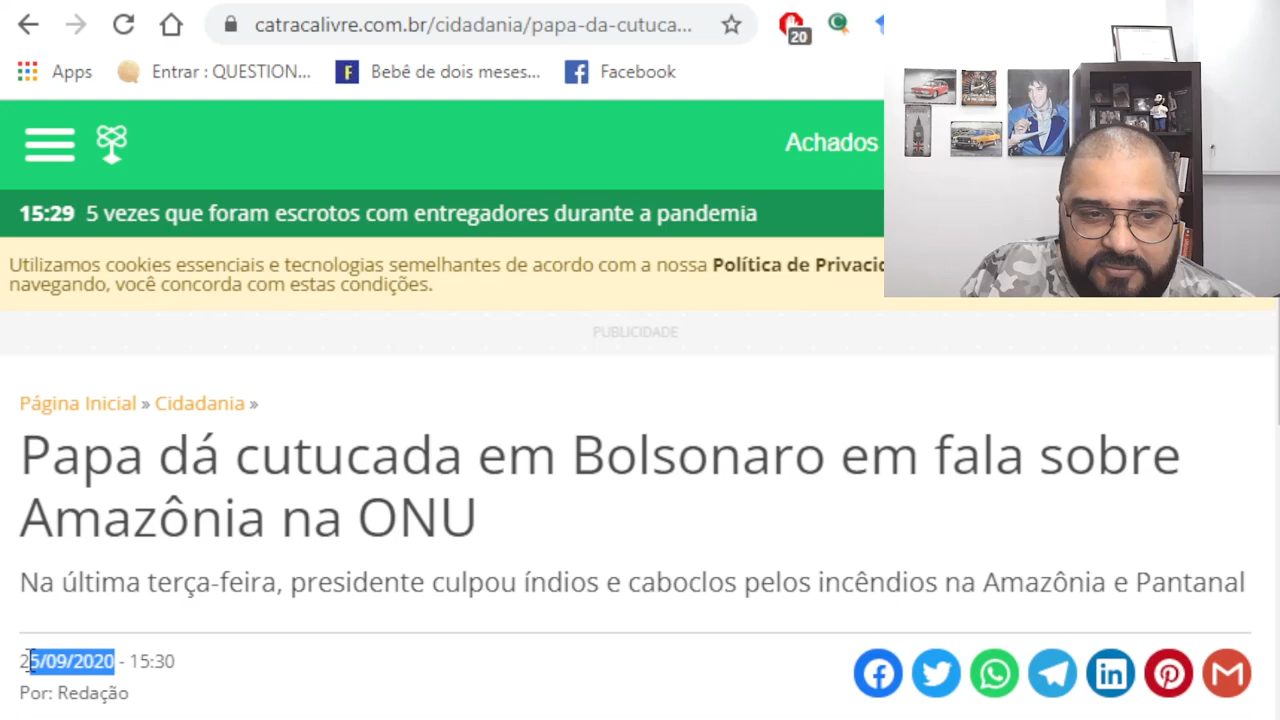 catracalivre.com.br/cidadania/papa-da-cutuca...
20
Apps
Entrar : QUESTION...
F
Bebê de dois meses...
Facebook
Achados
15:29 5 vezes que foram escrotos com entregadores durante a pandemia
Utilizamos cookies essenciais e tecnologias semelhantes de acordo com a nossa Política de Privacid
navegando, você concorda com estas condições.
PUBLICIDADE
Página Inicial » Cidadania »
Papa dá cutucada em Bolsonaro em fala sobre
Amazônia na ONU
Na última terça-feira, presidente culpou índios e caboclos pelos incêndios na Amazônia e Pantanal
25/09/2020 - 15:30
Por: Redação